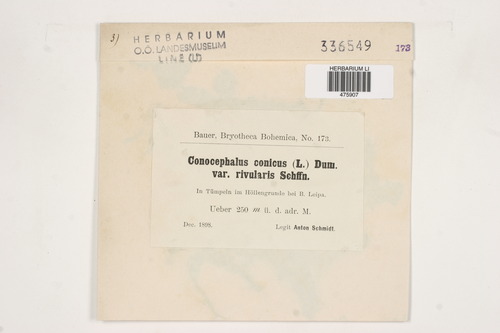 3)
HERBARIUM
O.Ö. LANDESMUSEUM
LINZ (LI)
336549
173
HERBARIUM LI
475907
Bauer, Bryotheca Bohemica, No. 173.
Conocephalus conicus (L.) Dum.
var. rivularis Schffn.
In Tümpeln im Höllengrunde bei B. Leipa.
Ueber 250 m ü. d. adr. M.
Dec. 1898.
Legit Anton Schmidt.